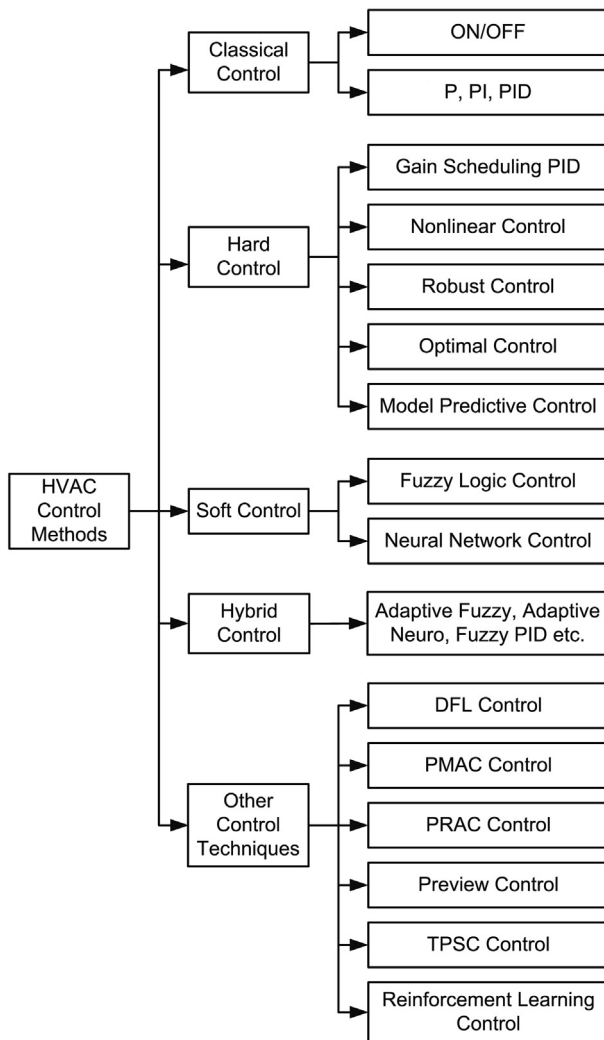 HVAC
Control
Methods
Classical
Control
ON/OFF
P, PI, PID
Hard
Control
Gain Scheduling PID
Nonlinear Control
Robust Control
Optimal Control
Model Predictive Control
Soft Control
Fuzzy Logic Control
Neural Network Control
Hybrid
Control
Adaptive Fuzzy, Adaptive
Neuro, Fuzzy PID etc.
Other
Control
Techniques
DFL Control
PMAC Control
PRAC Control
Preview Control
TPSC Control
Reinforcement Learning
Control